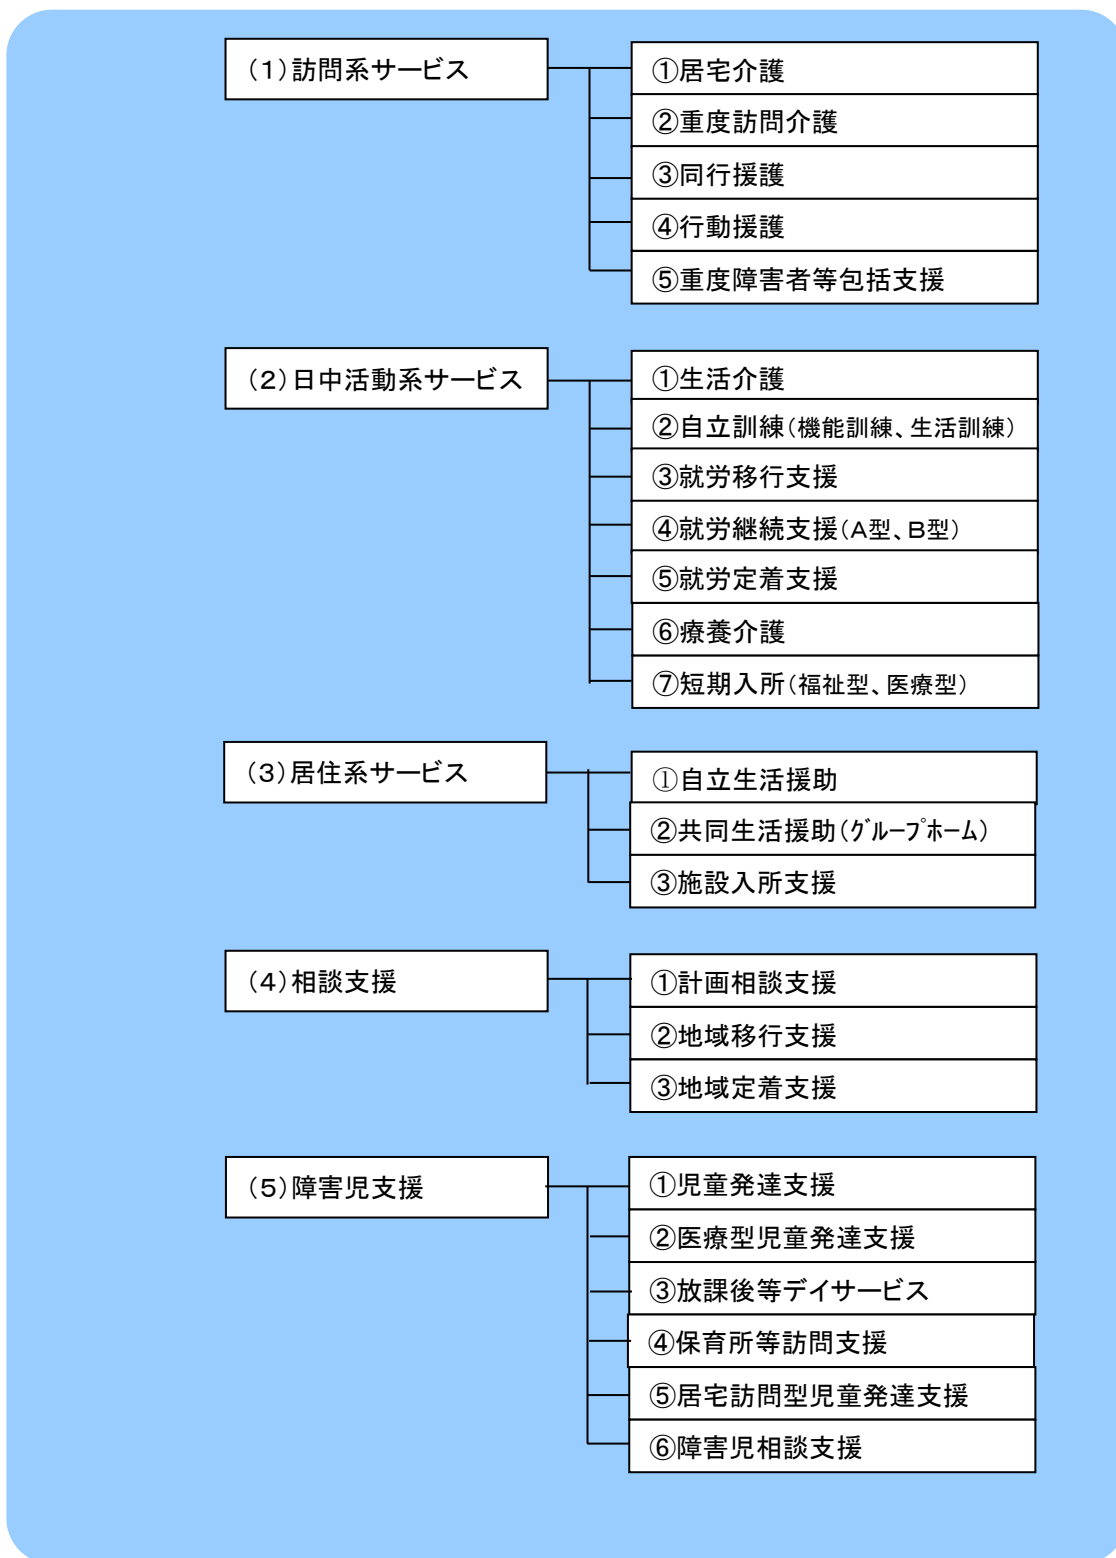 (1)訪問系サービス
①居宅介護
②重度訪問介護
③同行援護
④行動援護
⑤重度障害者等包括支援
(2)日中活動系サービス
①生活介護
②自立訓練(機能訓練、生活訓練)
③就労移行支援
④就労継続支援(A型、B型)
⑤就労定着支援
⑥療養介護
⑦短期入所(福祉型、医療型)
(3)居住系サービス
①自立生活援助
②共同生活援助(グループホーム)
③施設入所支援
(4)相談支援
①計画相談支援
②地域移行支援
③地域定着支援
(5)障害児支援
①児童発達支援
②医療型児童発達支援
③放課後等デイサービス
④保育所等訪問支援
⑤居宅訪問型児童発達支援
⑥障害児相談支援